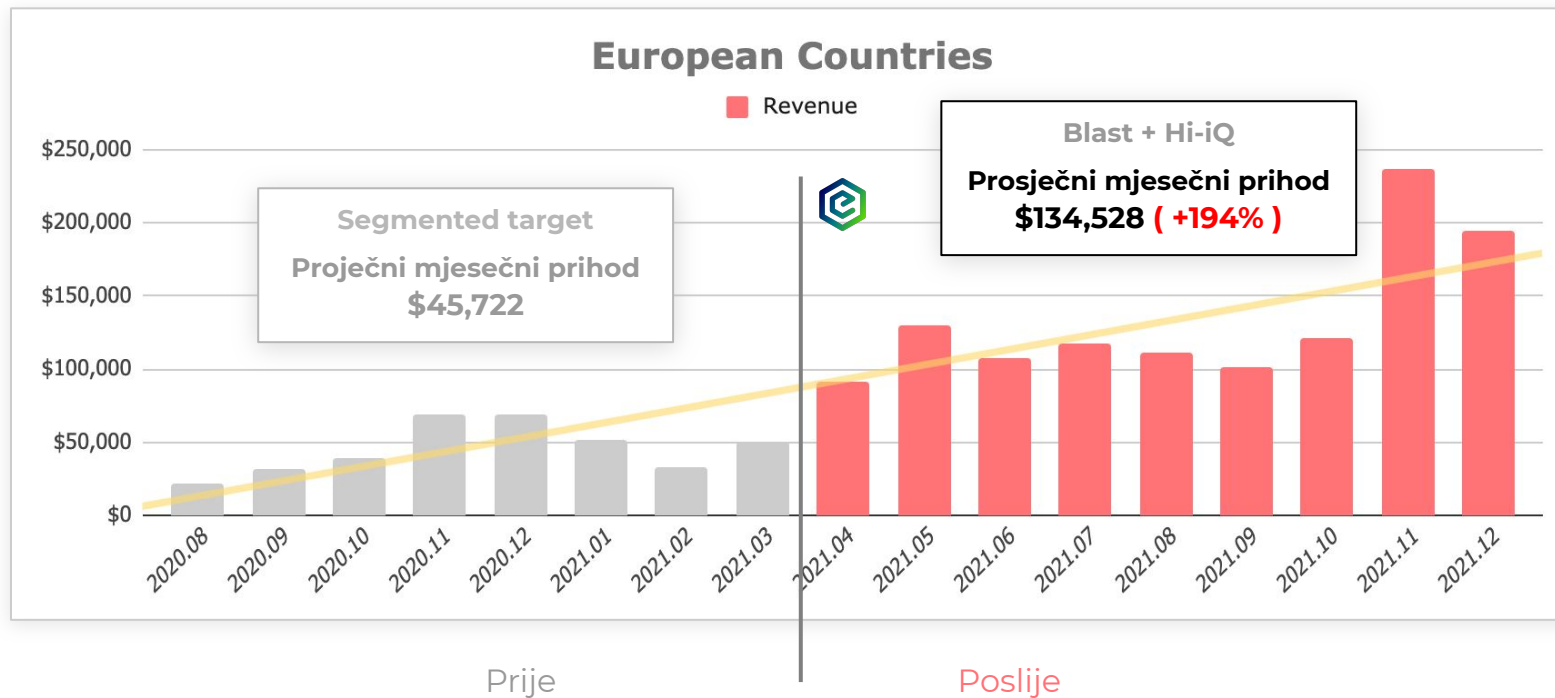 European Countries
Revenue
Blast + Hi-iQ
Prosječni mjesečni prihod
$134,528 ( +194% )
Segmented target
Proječni mjesečni prihod
$45,722
$250,000
$200,000
$150,000
$100,000
$50,000
$0
2020.08
2020.09
2020.10
2020.11
2020.12
2021.01
2021.02
2021.03
2021.04
2021.05
2021.06
2021.07
2021.08
2021.09
2021.10
2021.11
2021.12
Prije
Poslije